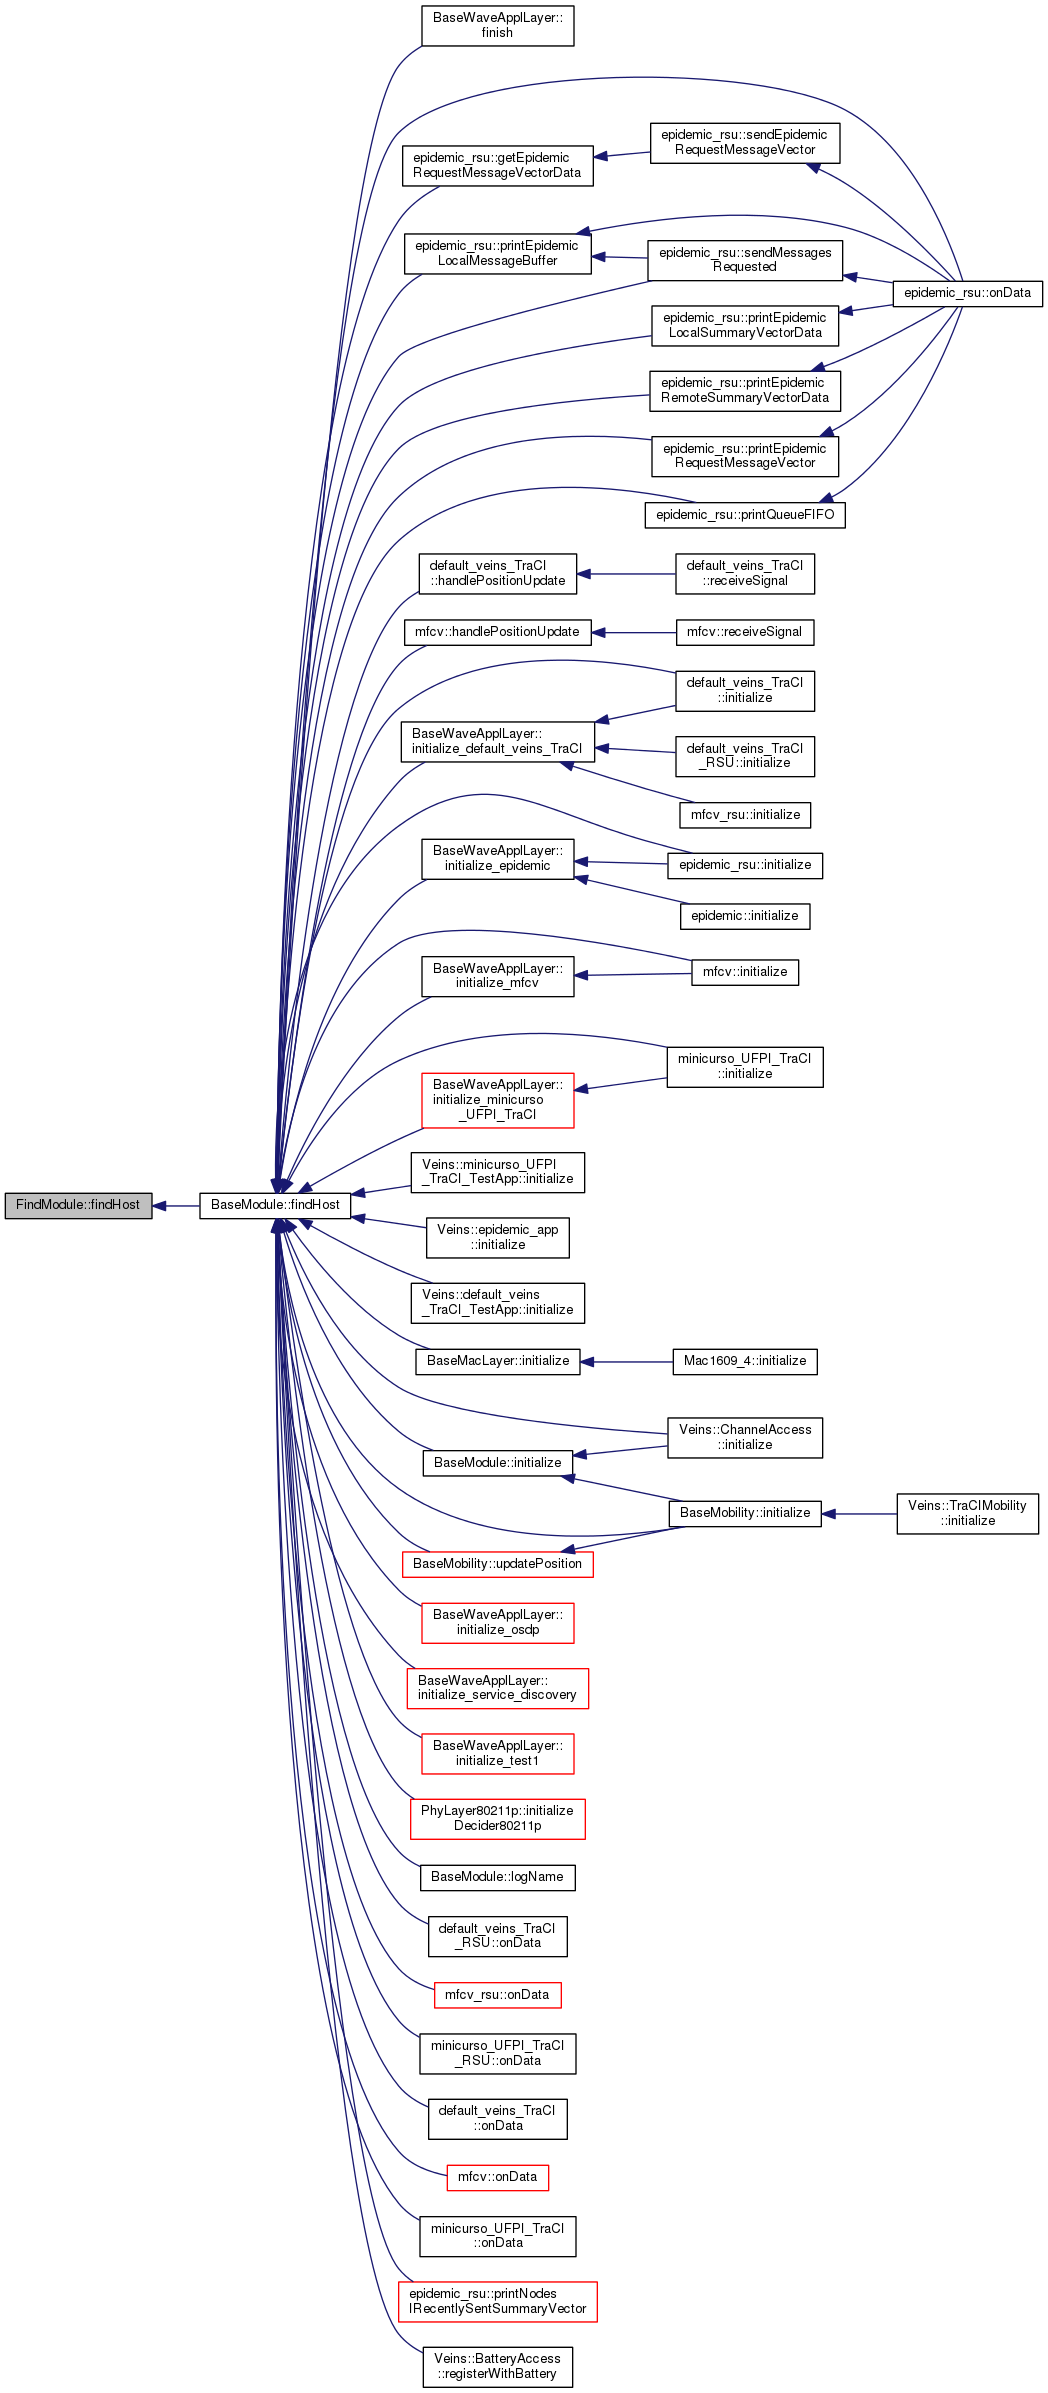 BaseWaveApplLayer::
finish
epidemic_rsu::sendEpidemic
RequestMessageVector
epidemic_rsu::getEpidemic
RequestMessageVectorData
epidemic_rsu::printEpidemic
LocalMessageBuffer
epidemic_rsu::sendMessages
Requested
epidemic_rsu::onData
epidemic_rsu::printEpidemic
LocalSummaryVectorData
epidemic_rsu::printEpidemic
RemoteSummaryVectorData
epidemic_rsu::printEpidemic
RequestMessageVector
epidemic_rsu::printQueueFIFO
default_veins_TraCI
::handlePositionUpdate
default_veins_TraCI
::receiveSignal
mfcv::handlePositionUpdate
mfcv::receiveSignal
default_veins_TraCI
::initialize
BaseWaveApplLayer::
initialize_default_veins_TraCI
default_veins_TraCI
_RSU::initialize
mfcv_rsu::initialize
BaseWaveApplLayer::
initialize_epidemic
epidemic_rsu::initialize
epidemic::initialize
BaseWaveApplLayer::
initialize_mfcv
mfcv::initialize
minicurso_UFPI_TraCI
::initialize
BaseWaveApplLayer::
initialize_minicurso
_UFPI_TraCI
Veins::minicurso_UFPI
_TraCI_TestApp::initialize
FindModule::findHost
BaseModule::findHost
Veins::epidemic_app
::initialize
Veins::default_veins
_TraCI_TestApp::initialize
BaseMacLayer::initialize
Mac1609_4::initialize
Veins::ChannelAccess
::initialize
BaseModule::initialize
BaseMobility::initialize
Veins::TraCIMobility
::initialize
BaseMobility::updatePosition
BaseWaveApplLayer::
initialize_osdp
BaseWaveApplLayer::
initialize_service_discovery
BaseWaveApplLayer::
initialize_test1
PhyLayer80211p::initialize
Decider80211p
BaseModule::logName
default_veins_TraCI
_RSU::onData
mfcv_rsu::onData
minicurso_UFPI_TraCI
_RSU::onData
default_veins_TraCI
::onData
mfcv::onData
minicurso_UFPI_TraCI
::onData
epidemic_rsu::printNodes
IRecentlySentSummaryVector
Veins::BatteryAccess
::registerWithBattery